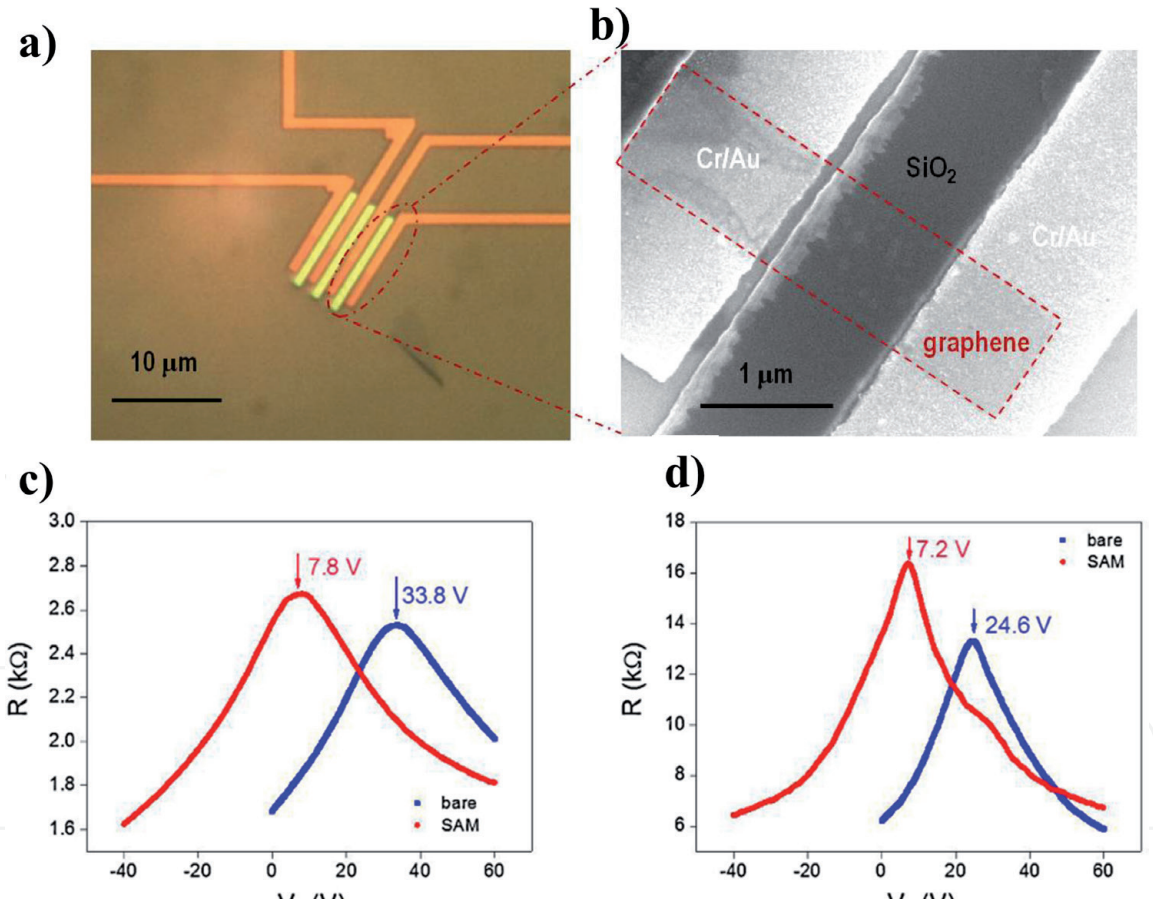 a)
b)
Cr/Au
SiO₂
Cr/Au
graphene
10 μm
1 μm
c)
d)
3.0
2.8
2.6
2.4
2.2
2.0
1.8
1.6
R (kΩ)
7.8 V
33.8 V
bare
SAM
-40
-20
0
20
40
60
18
16
14
12
10
8
6
R (kΩ)
7.2 V
24.6 V
bare
SAM
-40
-20
0
20
40
60